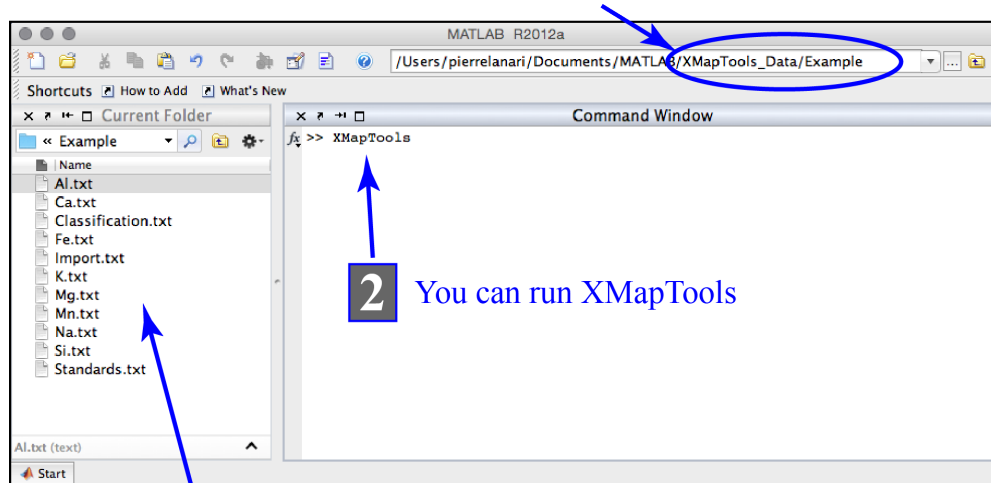 MATLAB R2012a
/Users/pierrelanari/Documents/MATLAB/XMapTools_Data/Example
Shortcuts How to Add What's New
Current Folder
Command Window
« Example
fx >> XMapTools
Name
Al.txt
Ca.txt
Classification.txt
Fe.txt
Import.txt
K.txt
Mg.txt
Mn.txt
Na.txt
Si.txt
Standards.txt
2 You can run XMapTools
Al.txt (text)
Start